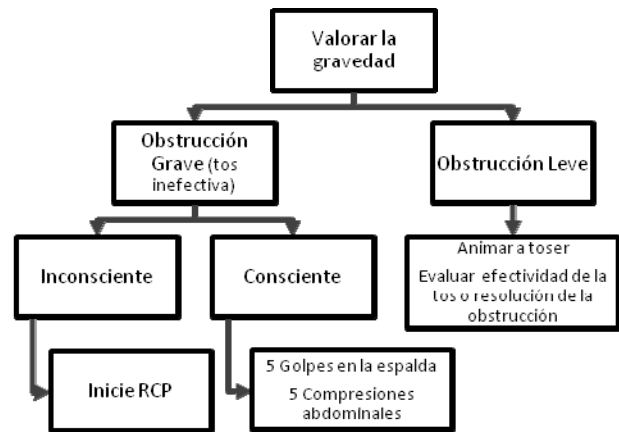 Valorar la
gravedad
Obstrucción
Grave (tos
inefectiva)
Obstrucción Leve
Inconsciente
Consciente
Animar a toser
Evaluar efectividad de la
tos o resolución de la
obstrucción
Inicie RCP
5 Golpes en la espalda
5 Compresiones
abdominales